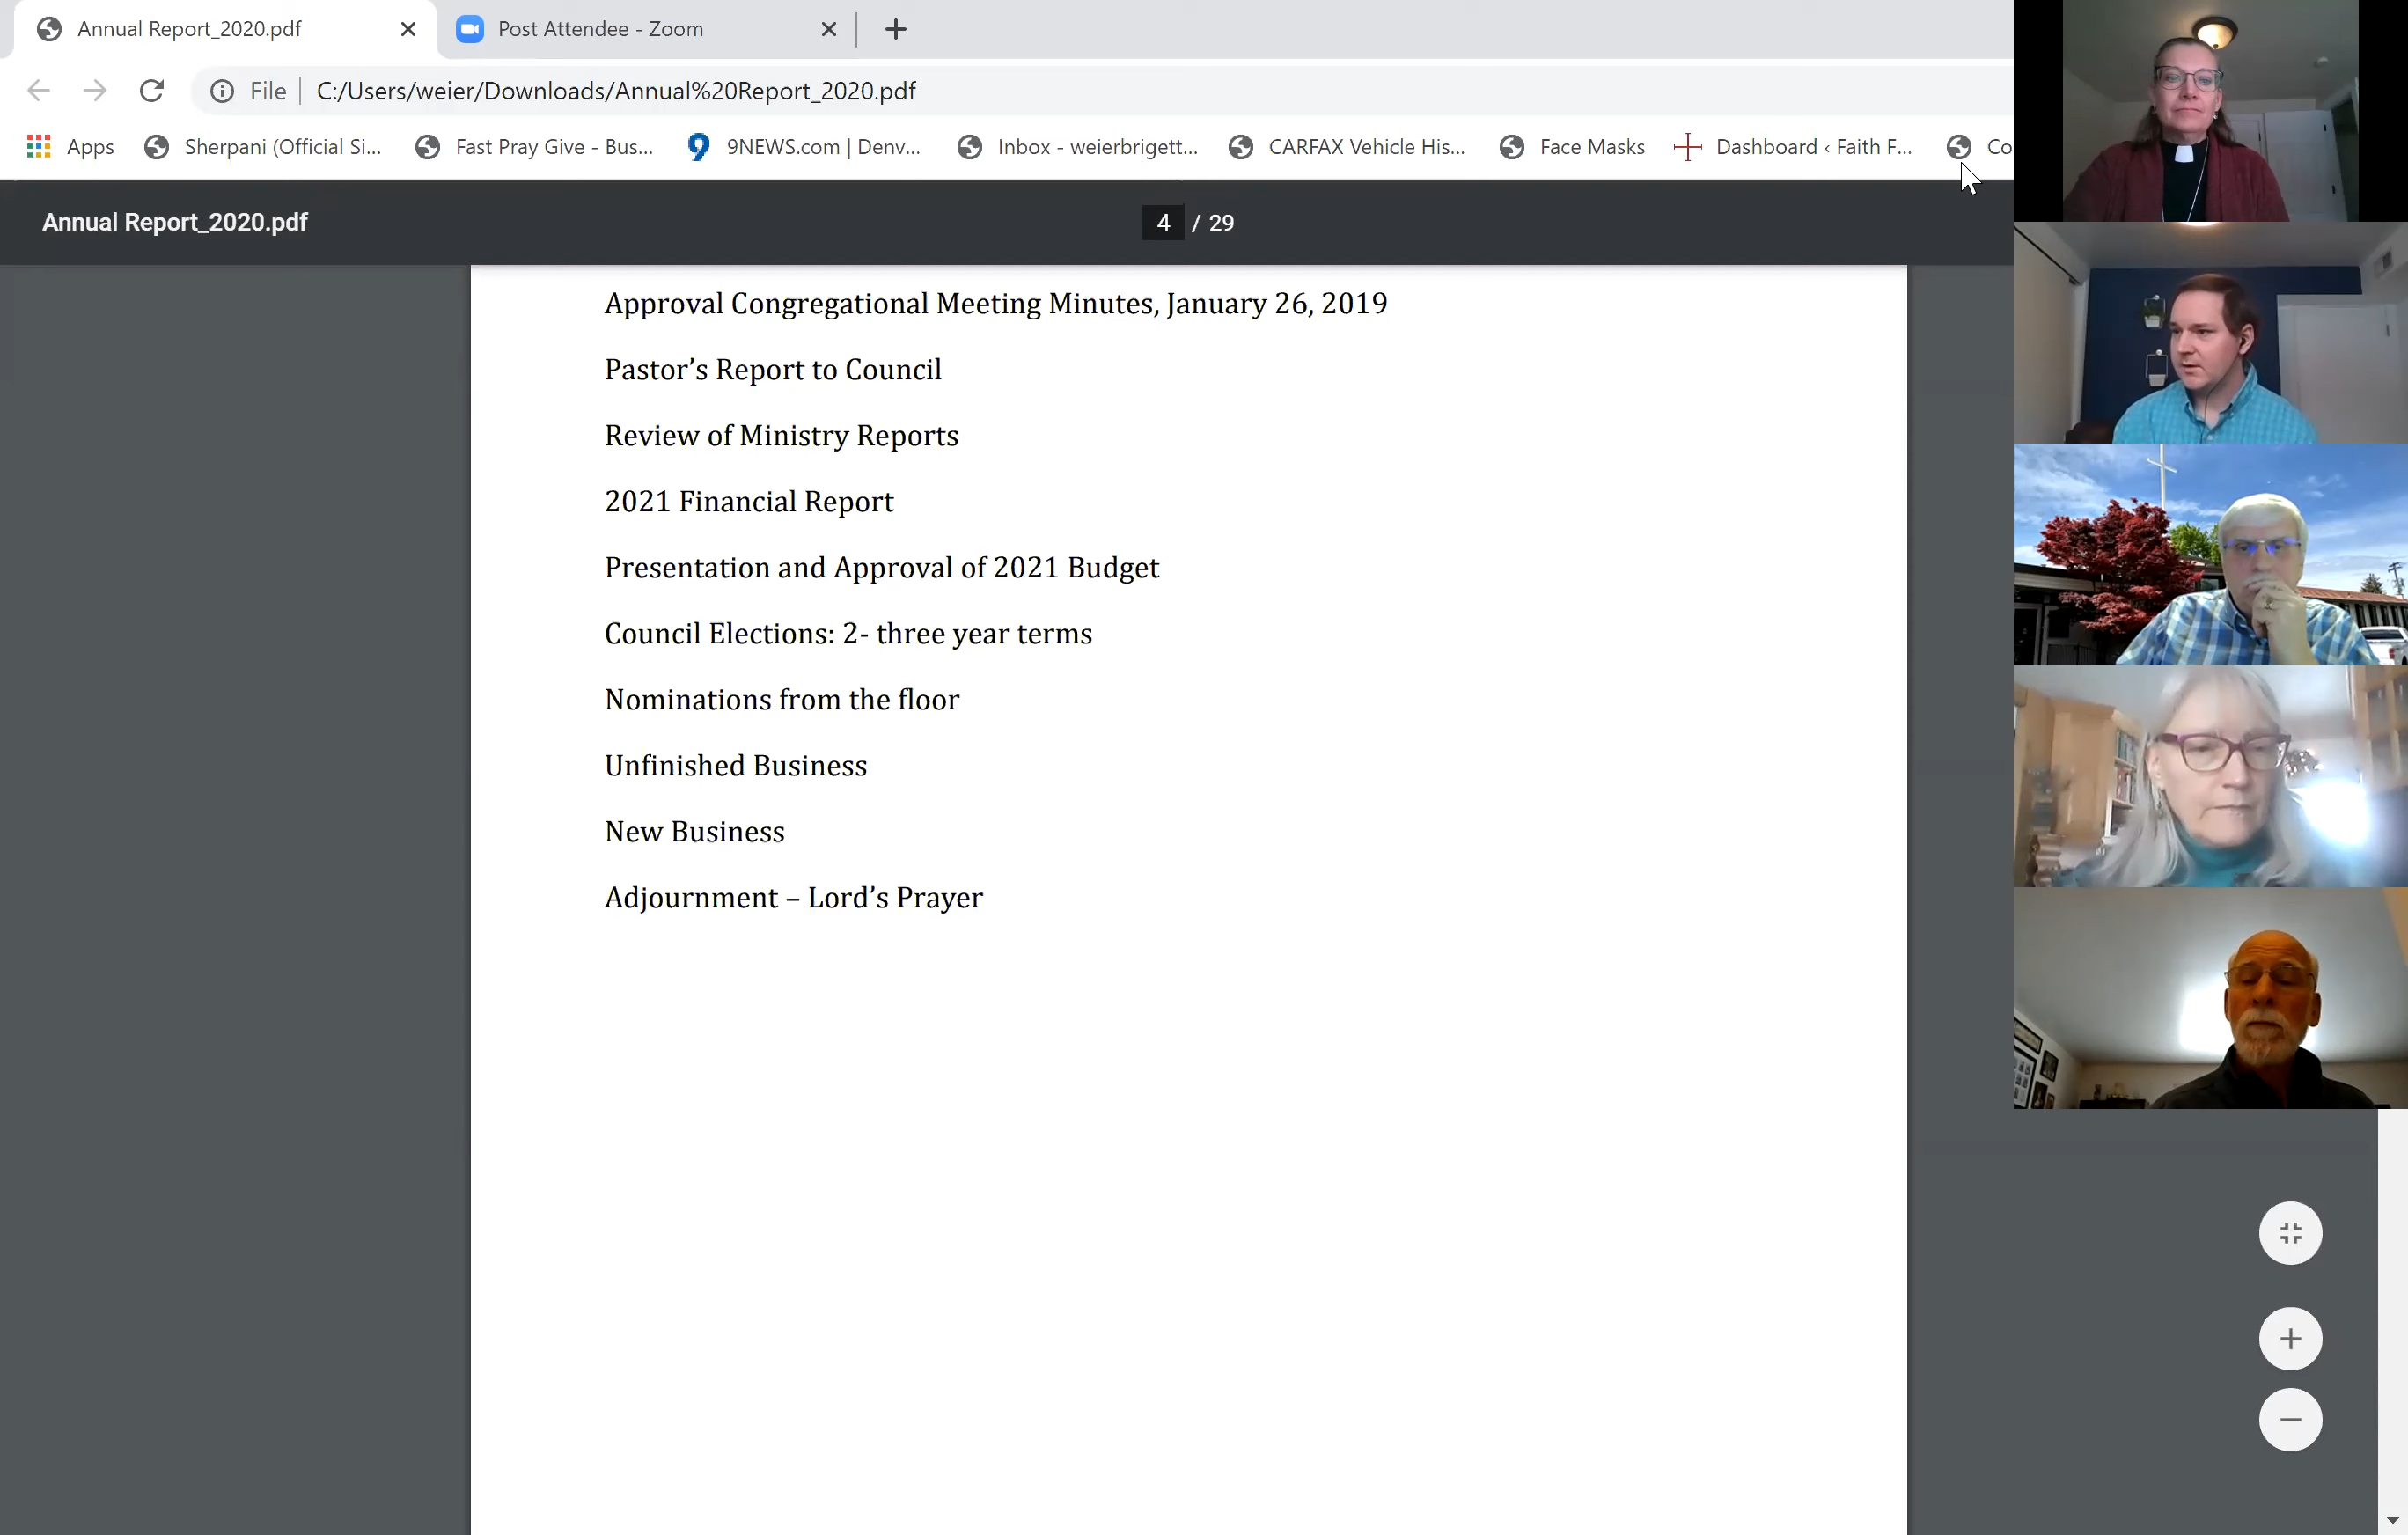 Annual Report_2020.pdf
Post Attendee - Zoom
File
C:/Users/weier/Downloads/Annual%20Report_2020.pdf
Apps
Sherpani (Official Si...
Fast Pray Give - Bus...
9NEWS.com | Denv...
Inbox - weierbrigett...
CARFAX Vehicle His...
Face Masks
Dashboard ‹ Faith F...
Co
Annual Report_2020.pdf
4 / 29
Approval Congregational Meeting Minutes, January 26, 2019
Pastor’s Report to Council
Review of Ministry Reports
2021 Financial Report
Presentation and Approval of 2021 Budget
Council Elections: 2- three year terms
Nominations from the floor
Unfinished Business
New Business
Adjournment – Lord’s Prayer